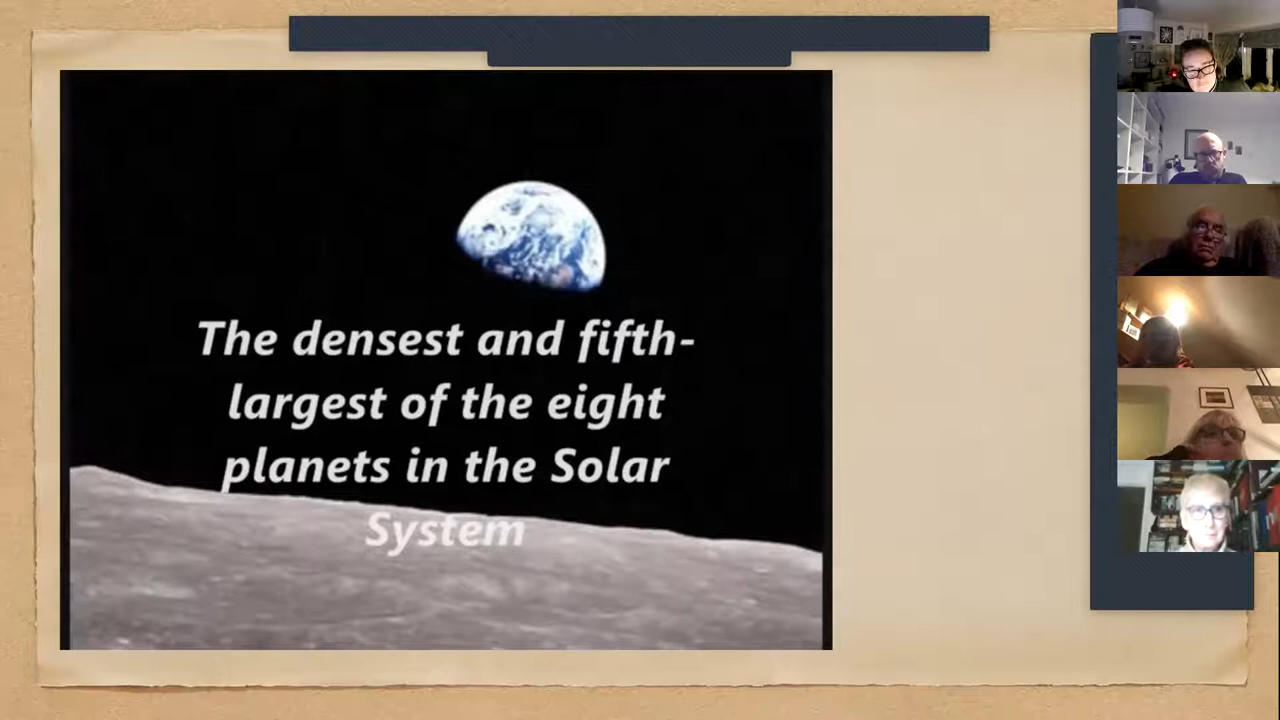 The densest and fifth-
largest of the eight
planets in the Solar
System